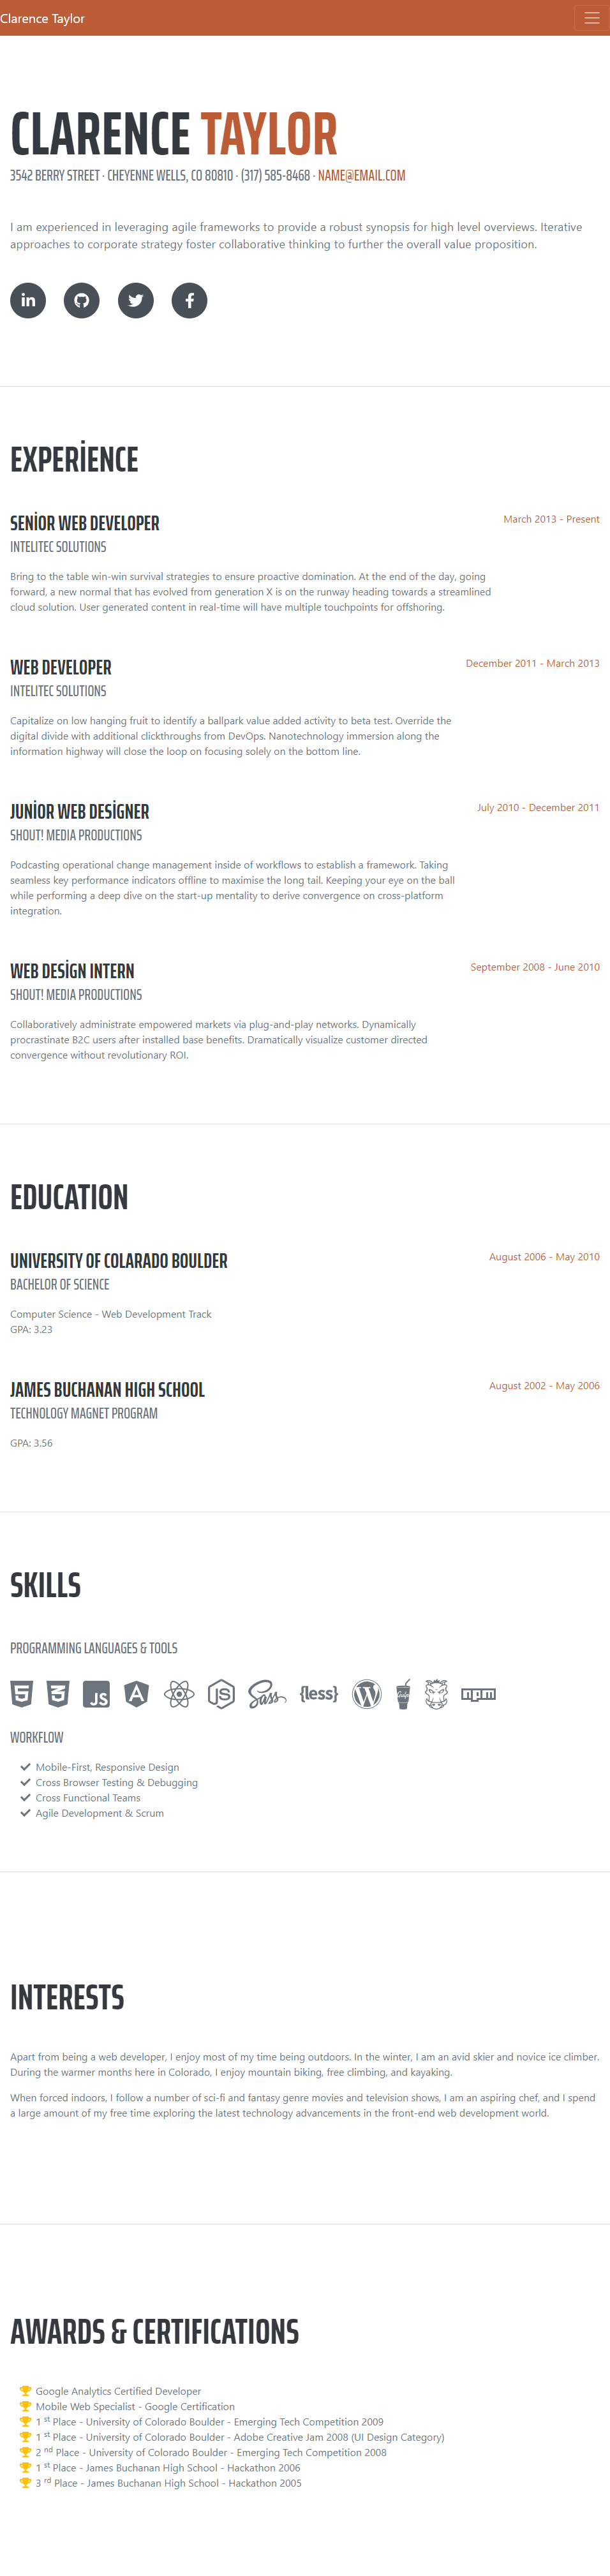 Clarence Taylor
CLARENCE TAYLOR
3542 BERRY STREET · CHEYENNE WELLS, CO 80810 · (317) 585-8468 · NAME@EMAIL.COM
I am experienced in leveraging agile frameworks to provide a robust synopsis for high level overviews. Iterative
approaches to corporate strategy foster collaborative thinking to further the overall value proposition.
in
f
EXPERİENCE
SENİOR WEB DEVELOPER
March 2013 - Present
INTELITEC SOLUTIONS
Bring to the table win-win survival strategies to ensure proactive domination. At the end of the day, going
forward, a new normal that has evolved from generation X is on the runway heading towards a streamlined
cloud solution. User generated content in real-time will have multiple touchpoints for offshoring.
WEB DEVELOPER
December 2011 - March 2013
INTELITEC SOLUTIONS
Capitalize on low hanging fruit to identify a ballpark value added activity to beta test. Override the
digital divide with additional clickthroughs from DevOps. Nanotechnology immersion along the
information highway will close the loop on focusing solely on the bottom line.
JUNİOR WEB DESİGNER
July 2010 - December 2011
SHOUT! MEDIA PRODUCTIONS
Podcasting operational change management inside of workflows to establish a framework. Taking
seamless key performance indicators offline to maximise the long tail. Keeping your eye on the ball
while performing a deep dive on the start-up mentality to derive convergence on cross-platform
integration.
WEB DESİGN INTERN
September 2008 - June 2010
SHOUT! MEDIA PRODUCTIONS
Collaboratively administrate empowered markets via plug-and-play networks. Dynamically
procrastinate B2C users after installed base benefits. Dramatically visualize customer directed
convergence without revolutionary ROI.
EDUCATION
UNIVERSITY OF COLARADO BOULDER
August 2006 - May 2010
BACHELOR OF SCIENCE
Computer Science - Web Development Track
GPA: 3.23
JAMES BUCHANAN HIGH SCHOOL
August 2002 - May 2006
TECHNOLOGY MAGNET PROGRAM
GPA: 3.56
SKILLS
PROGRAMMING LANGUAGES & TOOLS
5 3 JS A JS Sass {less} W Gulp npm
WORKFLOW
Mobile-First, Responsive Design
Cross Browser Testing & Debugging
Cross Functional Teams
Agile Development & Scrum
INTERESTS
Apart from being a web developer, I enjoy most of my time being outdoors. In the winter, I am an avid skier and novice ice climber.
During the warmer months here in Colorado, I enjoy mountain biking, free climbing, and kayaking.
When forced indoors, I follow a number of sci-fi and fantasy genre movies and television shows, I am an aspiring chef, and I spend
a large amount of my free time exploring the latest technology advancements in the front-end web development world.
AWARDS & CERTIFICATIONS
Google Analytics Certified Developer
Mobile Web Specialist - Google Certification
1 st Place - University of Colorado Boulder - Emerging Tech Competition 2009
1 st Place - University of Colorado Boulder - Adobe Creative Jam 2008 (UI Design Category)
2 nd Place - University of Colorado Boulder - Emerging Tech Competition 2008
1 st Place - James Buchanan High School - Hackathon 2006
3 rd Place - James Buchanan High School - Hackathon 2005